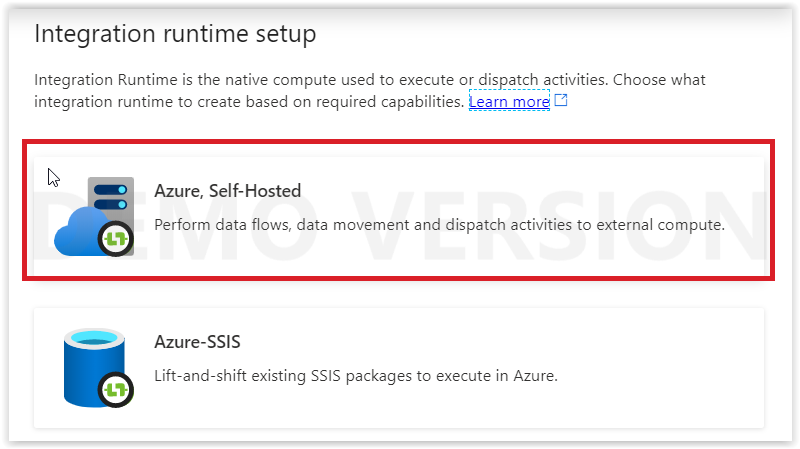 Integration runtime setup
Integration Runtime is the native compute used to execute or dispatch activities. Choose what
integration runtime to create based on required capabilities. Learn more
Azure, Self-Hosted
DEMO VERSION
Perform data flows, data movement and dispatch activities to external compute.
Azure-SSIS
Lift-and-shift existing SSIS packages to execute in Azure.